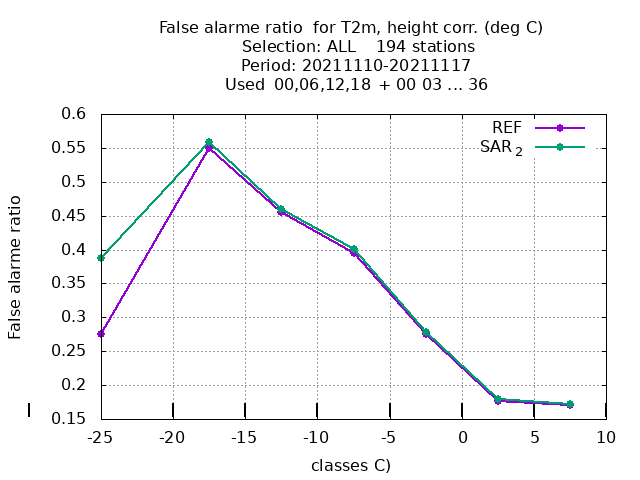 False alarme ratio  for T2m, height corr. (deg C)
Selection: ALL    194 stations
Period: 20211110-20211117
Used  00,06,12,18  + 00 03 ... 36
REF
SAR 2
0.6
0.55
0.5
0.45
0.4
0.35
0.3
0.25
0.2
0.15
False alarme ratio
-25 -20 -15 -10 -5 0 5 10
classes C)